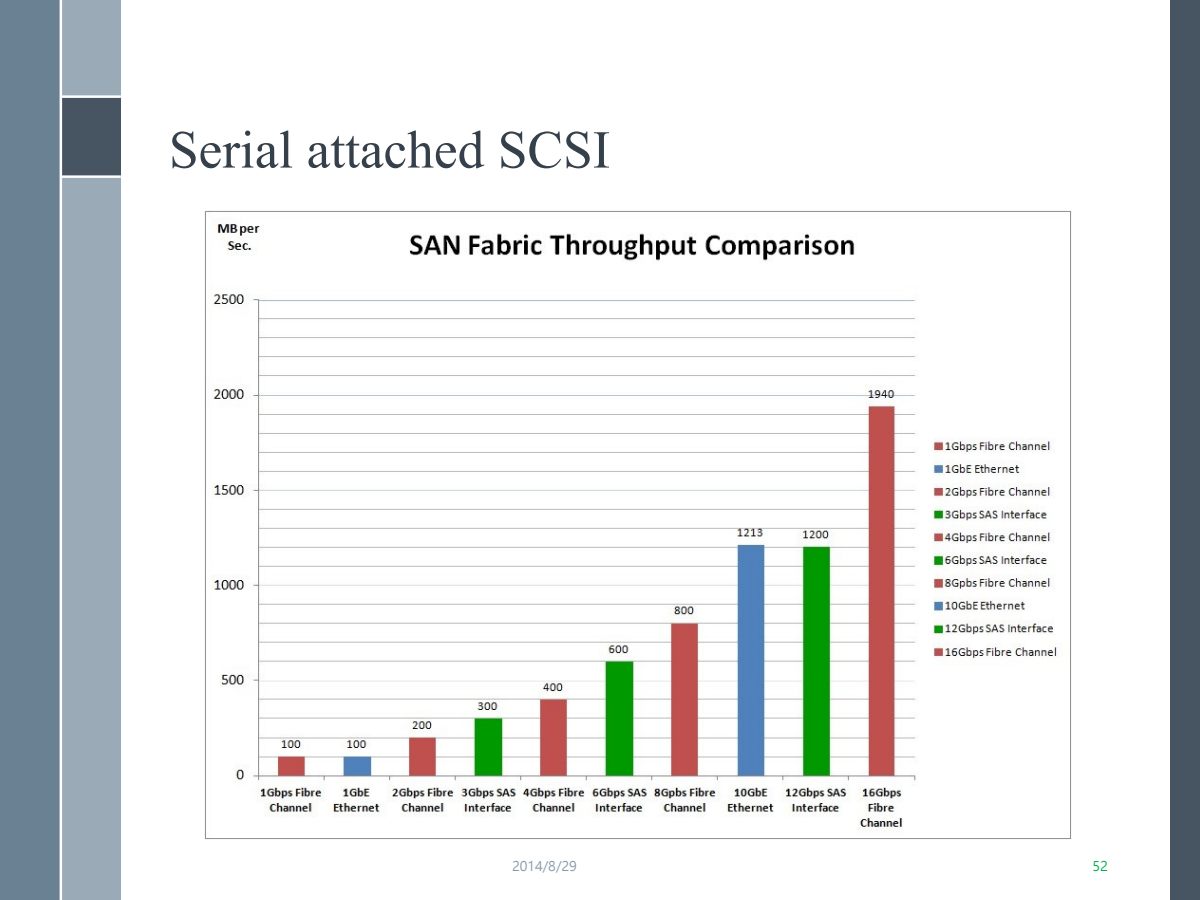 Serial attached SCSI
MB per
Sec.
SAN Fabric Throughput Comparison
2500
2000
1500
1000
500
0
100
100
200
300
400
600
800
1213
1200
1940
1Gbps Fibre
Channel
1GbE
Ethernet
2Gbps Fibre
Channel
3Gbps SAS
Interface
4Gbps Fibre
Channel
6Gbps SAS
Interface
8Gpbs Fibre
Channel
10GbE
Ethernet
12Gbps SAS
Interface
16Gbps
Fibre
Channel
1Gbps Fibre Channel
1GbE Ethernet
2Gbps Fibre Channel
3Gbps SAS Interface
4Gbps Fibre Channel
6Gbps SAS Interface
8Gpbs Fibre Channel
10GbE Ethernet
12Gbps SAS Interface
16Gbps Fibre Channel
2014/8/29
52